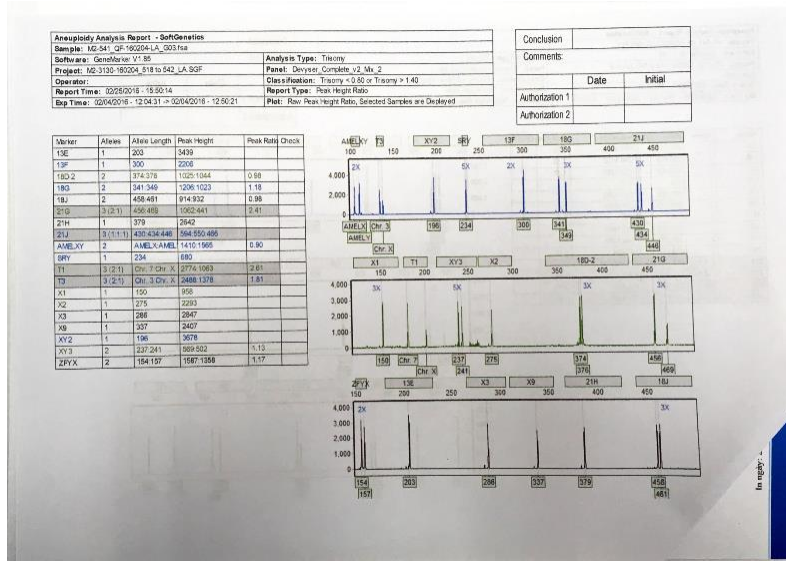 Aneuploidy Analysis Report - SoftGenetics
Sample: M2-541_QF-160204-LA_G03.fsa
Software: GeneMarker V1.85
Analysis Type: Trisomy
Project: M2-3130-160204_518 to 542_LA.SGF
Panel: Devyser_Complete_v2_Mix_2
Operator:
Classification: Trisomy < 0.80 or Trisomy > 1.40
Report Time: 02/25/2016 - 15:50:14
Report Type: Peak Height Ratio
Exp Time: 02/04/2016 - 12:04:31 -> 02/04/2016 - 12:50:21
Plot: Raw Peak Height Ratio, Selected Samples are Displayed
Conclusion
Comments:
Date Initial
Authorization 1
Authorization 2
Marker Alleles Allele Length Peak Height Peak Ratio Check
13E 1 203 3439
13F 1 300 2206
18D-2 2 374:376 1025:1044 0.98
18G 2 341:349 1206:1023 1.18
18J 2 458:461 914:932 0.98
21G 3 (2:1) 456:469 1062:441 2.41
21H 1 379 2642
21J 3 (1:1:1) 430:434:446
AMELXY 2 AMELX:AMEL 1410:1565 0.90
SRY 1 234 680
T1 3 (2:1) Chr. 7:Chr. X 2774:1063 2.61
T3 3 (2:1) Chr. 3:Chr. X 2488:1378 1.81
X1 1 150 958
X2 1 275 2293
X3 1 286 2847
X9 1 337 2407
XY2 1 196 3678
XY3 2 237:241 569:502 1.13
ZFYX 2 154:157 1587:1356 1.17
AMELXY T3 XY2 SRY 13F 18G 21J
100 150 200 250 300 350 400 450
2X 5X 2X 3X 5X
4,000
2,000
0
AMELX Chr. 3 196 234 300 341 430
AMELY 349 434
Chr. X 446
X1 T1 XY3 X2 18D-2 21G
150 200 250 300 350 400 450
3X 5X 3X 3X
4,000
3,000
2,000
1,000
0
150 Chr. 7 237 275 374 456
Chr. X 241 376 469
ZFYX 13E X3 X9 21H 18J
150 200 250 300 350 400 450
2X 3X
4,000
3,000
2,000
1,000
0
154 203 286 337 379 458
157 461
In ngày: